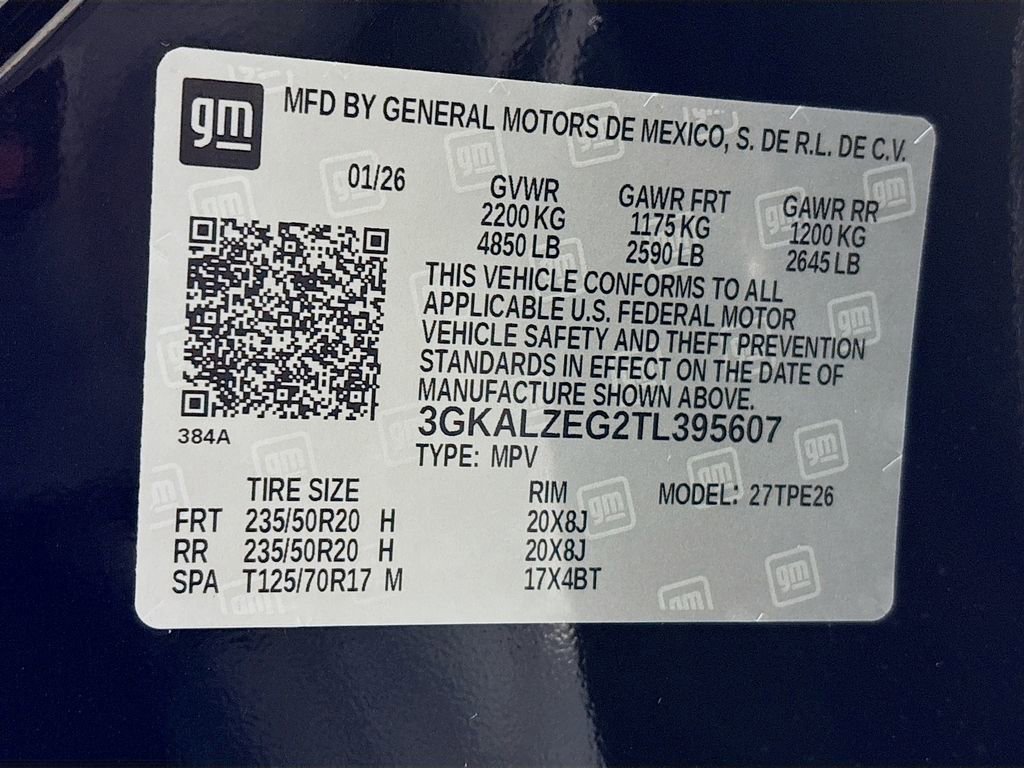 gm
MFD BY GENERAL MOTORS DE MEXICO, S. DE R.L. DE C.V.
01/26
GVWR GAWR FRT GAWR RR
2200 KG 1175 KG 1200 KG
4850 LB 2590 LB 2645 LB
THIS VEHICLE CONFORMS TO ALL
APPLICABLE U.S. FEDERAL MOTOR
VEHICLE SAFETY AND THEFT PREVENTION
STANDARDS IN EFFECT ON THE DATE OF
MANUFACTURE SHOWN ABOVE.
3GKALZEG2TL395607
384A
TYPE: MPV
TIRE SIZE RIM MODEL: 27TPE26
FRT 235/50R20 H 20X8J
RR 235/50R20 H 20X8J
SPA T125/70R17 M 17X4BT